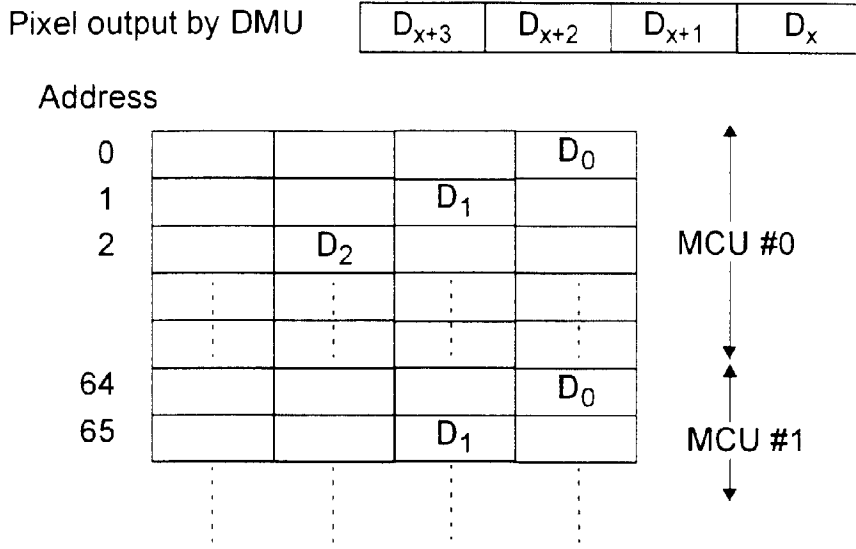 Pixel output by DMU Dx+3 Dx+2 Dx+1 Dx
Address
0 D0
1 D1
2 D2
MCU #0
64 D0
65 D1
MCU #1